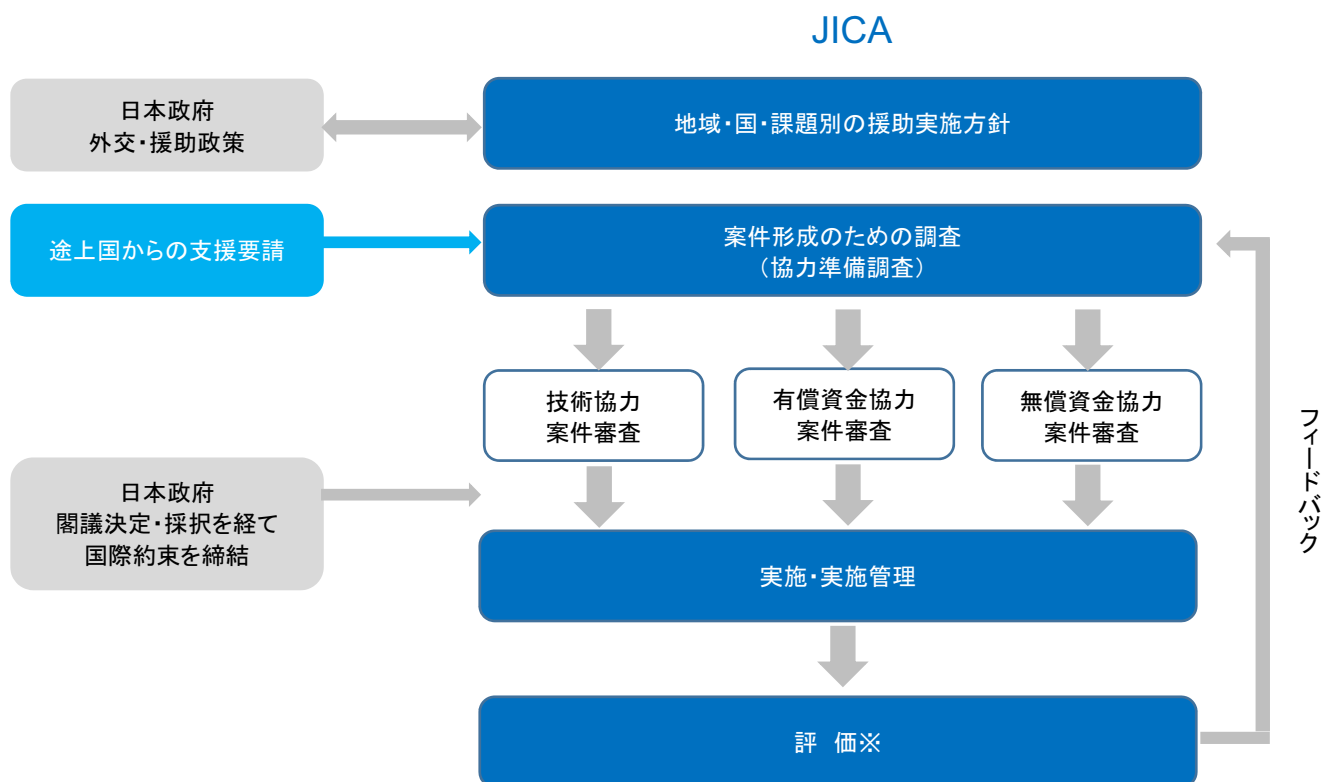 JICA
日本政府
外交・援助政策
地域・国・課題別の援助実施方針
途上国からの支援要請
案件形成のための調査
（協力準備調査）
技術協力
案件審査
有償資金協力
案件審査
無償資金協力
案件審査
フィードバック
日本政府
閣議決定・採択を経て
国際約束を締結
実施・実施管理
評 価※